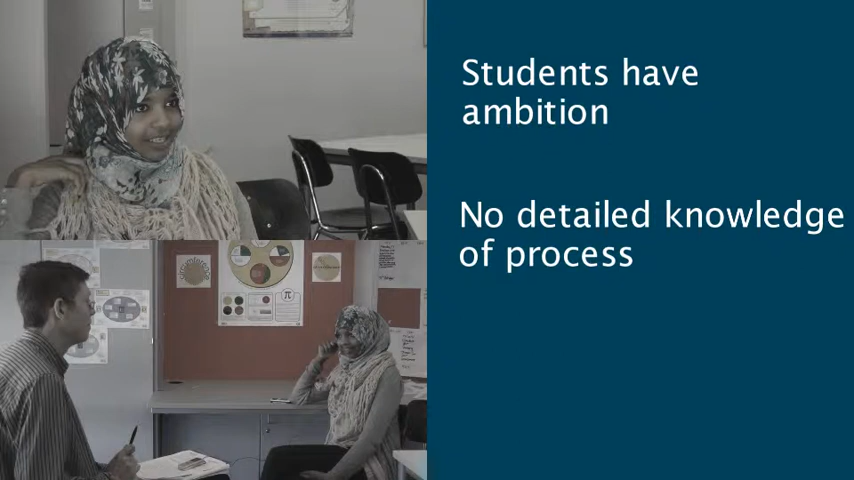 Students have
ambition
No detailed knowledge
of process
π